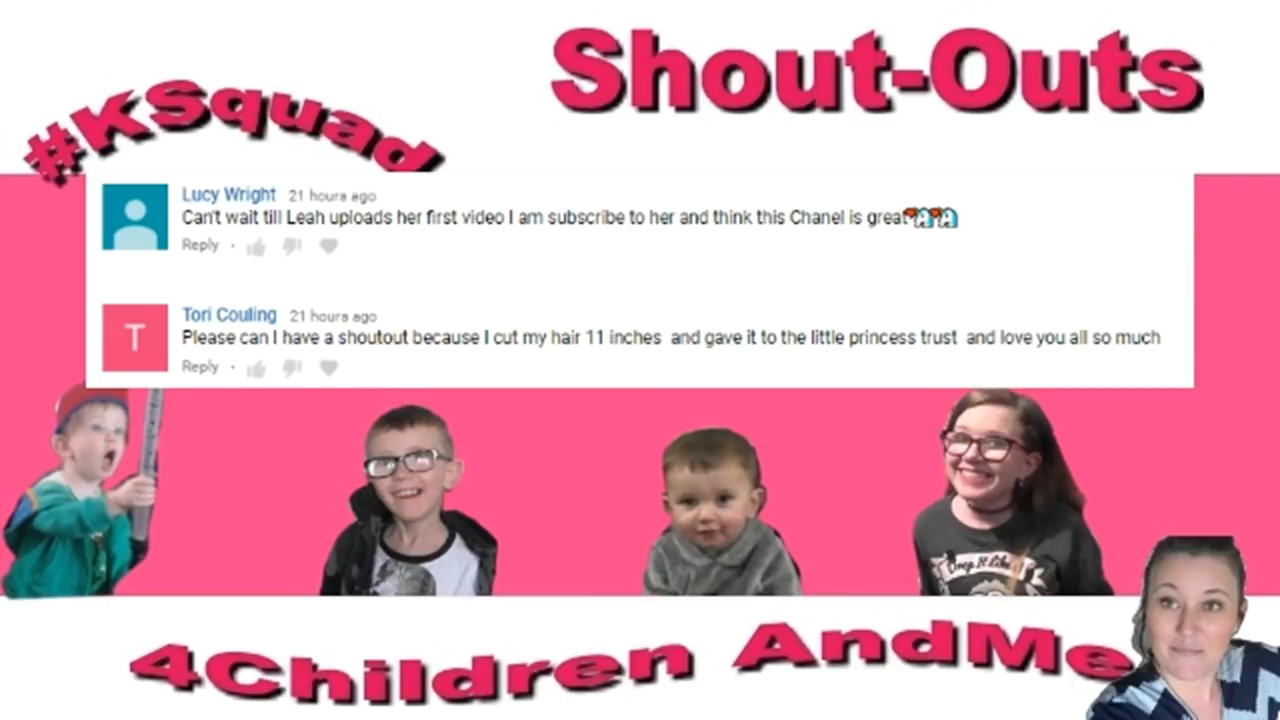 Shout-Outs
#KSquad
Lucy Wright 21 hours ago
Can't wait till Leah uploads her first video I am subscribe to her and think this Chanel is great
Reply
T
Tori Couling 21 hours ago
Please can I have a shoutout because I cut my hair 11 inches and gave it to the little princess trust and love you all so much
Reply
Drop It Like
4Children AndMe